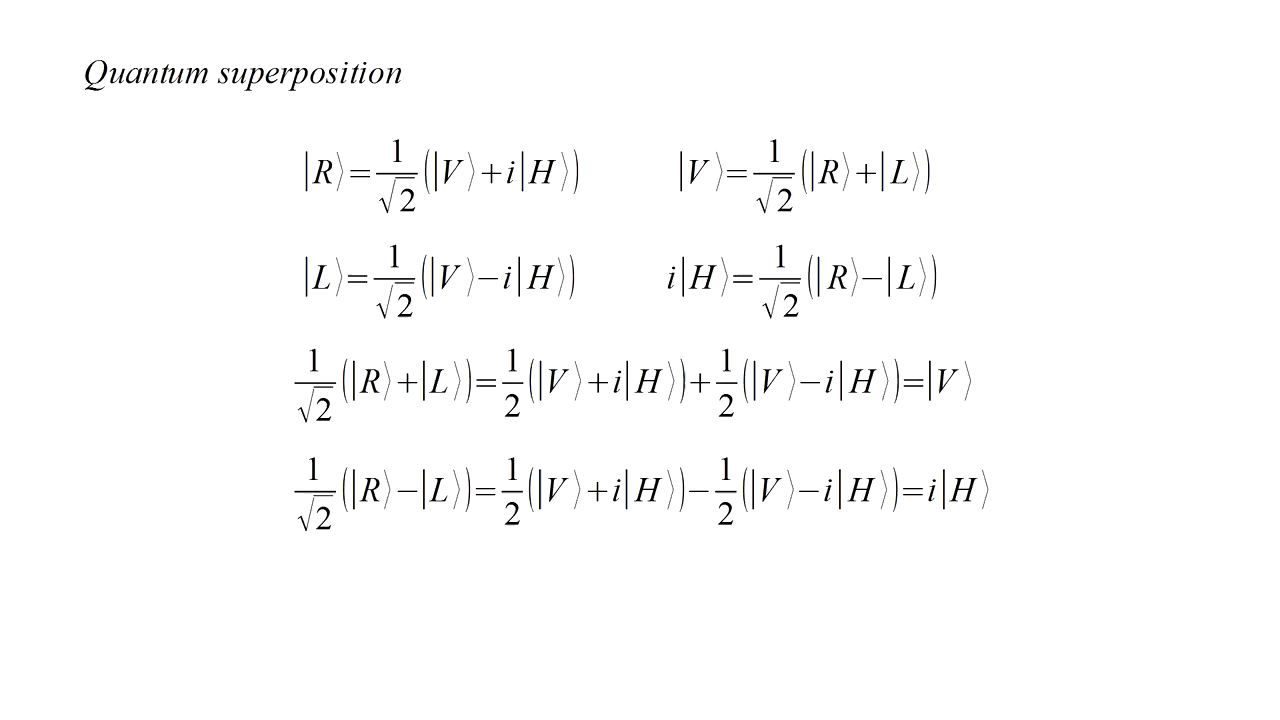 Quantum superposition
|R⟩=1/√2(|V⟩+i|H⟩) |V⟩=1/√2(|R⟩+|L⟩)
|L⟩=1/√2(|V⟩−i|H⟩) i|H⟩=1/√2(|R⟩−|L⟩)
1/√2(|R⟩+|L⟩)=1/2(|V⟩+i|H⟩)+1/2(|V⟩−i|H⟩)=|V⟩
1/√2(|R⟩−|L⟩)=1/2(|V⟩+i|H⟩)−1/2(|V⟩−i|H⟩)=i|H⟩